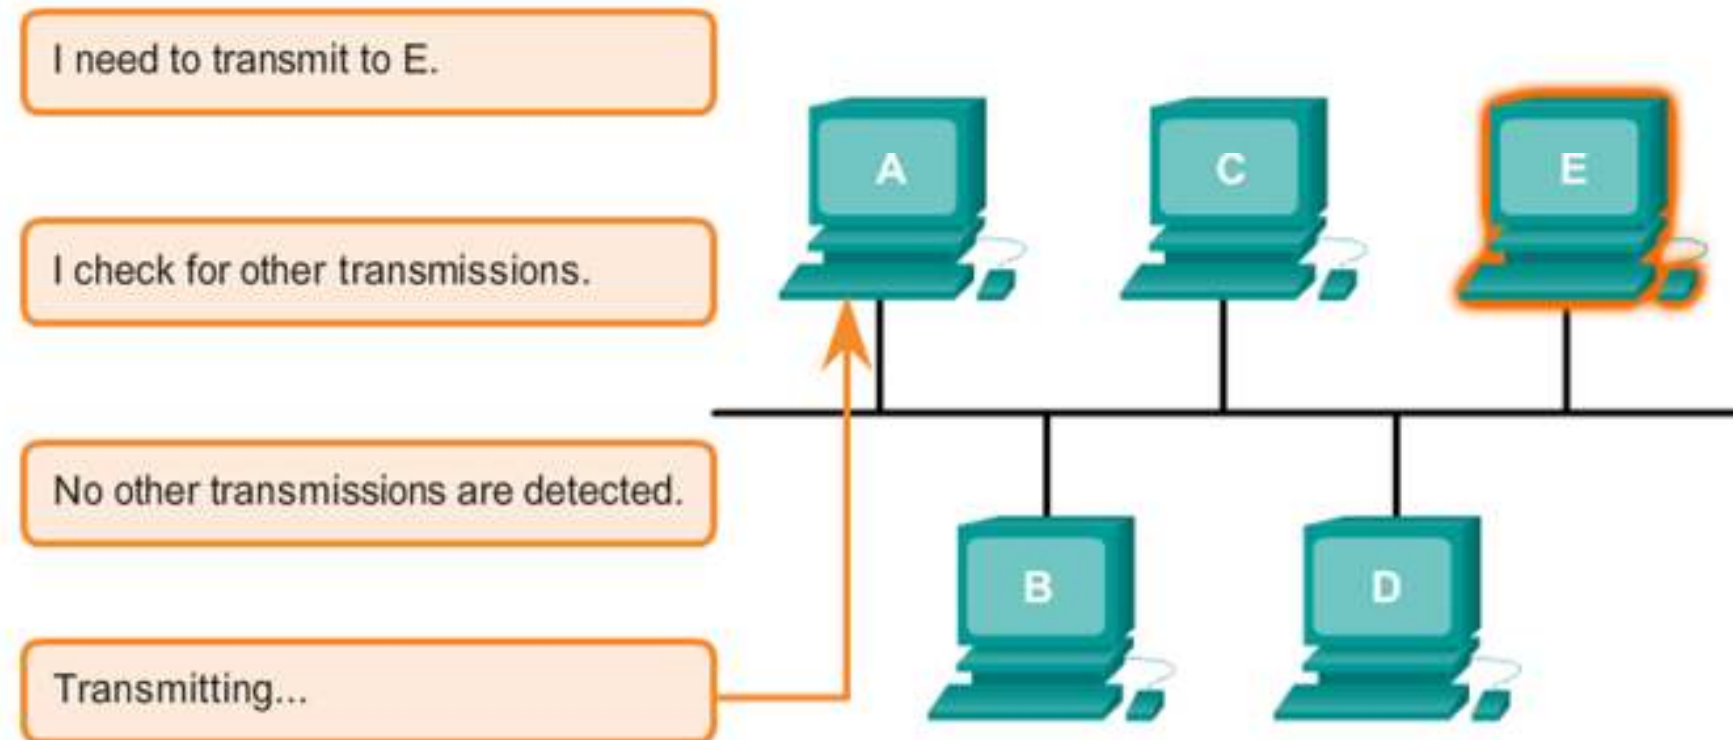 I need to transmit to E.
I check for other transmissions.
No other transmissions are detected.
Transmitting...
A
C
E
B
D